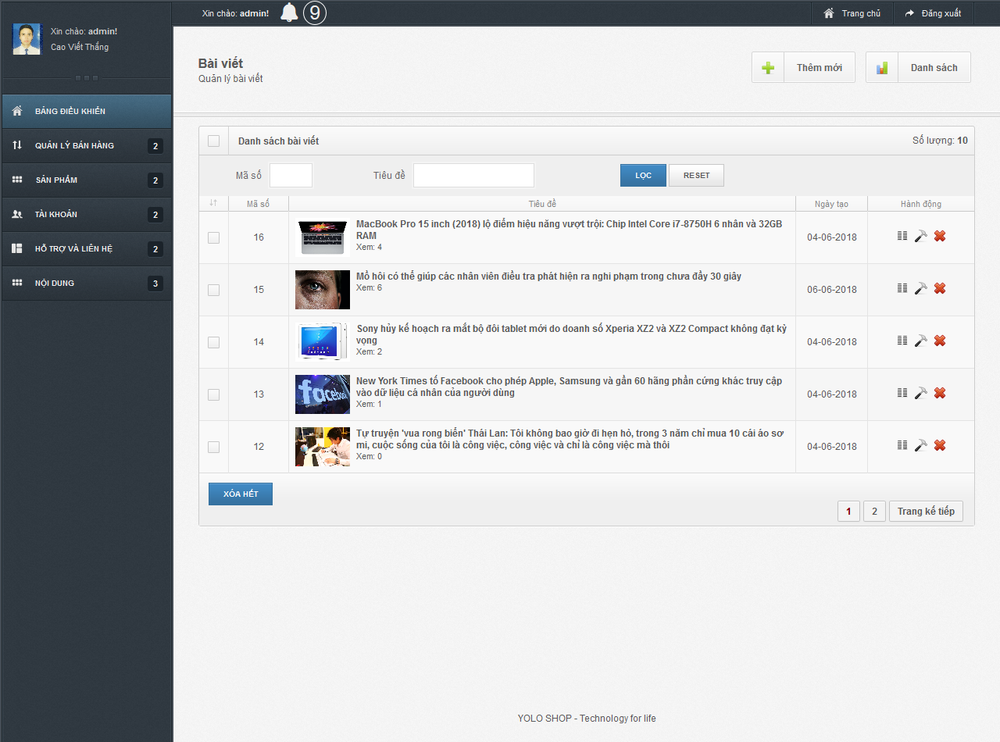 Xin chào: admin!
Cao Viết Thắng
Xin chào: admin!
9
Trang chủ
Đăng xuất
BẢNG ĐIỀU KHIỂN
QUẢN LÝ BÁN HÀNG 2
SẢN PHẨM 2
TÀI KHOẢN 2
HỖ TRỢ VÀ LIÊN HỆ 2
NỘI DUNG 3
Bài viết
Quản lý bài viết
Thêm mới
Danh sách
Danh sách bài viết
Số lượng: 10
Mã số
Tiêu đề
LỌC
RESET
Mã số
Tiêu đề
Ngày tạo
Hành động
16
MacBook Pro 15 inch (2018) lộ điểm hiệu năng vượt trội: Chip Intel Core i7-8750H 6 nhân và 32GB
RAM
Xem: 4
04-06-2018
15
Mồ hôi có thể giúp các nhân viên điều tra phát hiện ra nghi phạm trong chưa đầy 30 giây
Xem: 6
06-06-2018
14
Sony hủy kế hoạch ra mắt bộ đôi tablet mới do doanh số Xperia XZ2 và XZ2 Compact không đạt kỳ
vọng
Xem: 2
04-06-2018
13
facebook
New York Times tố Facebook cho phép Apple, Samsung và gần 60 hãng phần cứng khác truy cập
vào dữ liệu cá nhân của người dùng
Xem: 1
04-06-2018
12
Tự truyện 'vua rong biển' Thái Lan: Tôi không bao giờ đi hẹn hò, trong 3 năm chỉ mua 10 cái áo sơ
mi, cuộc sống của tôi là công việc, công việc và chỉ là công việc mà thôi
Xem: 0
04-06-2018
XÓA HẾT
1
2
Trang kế tiếp
YOLO SHOP - Technology for life